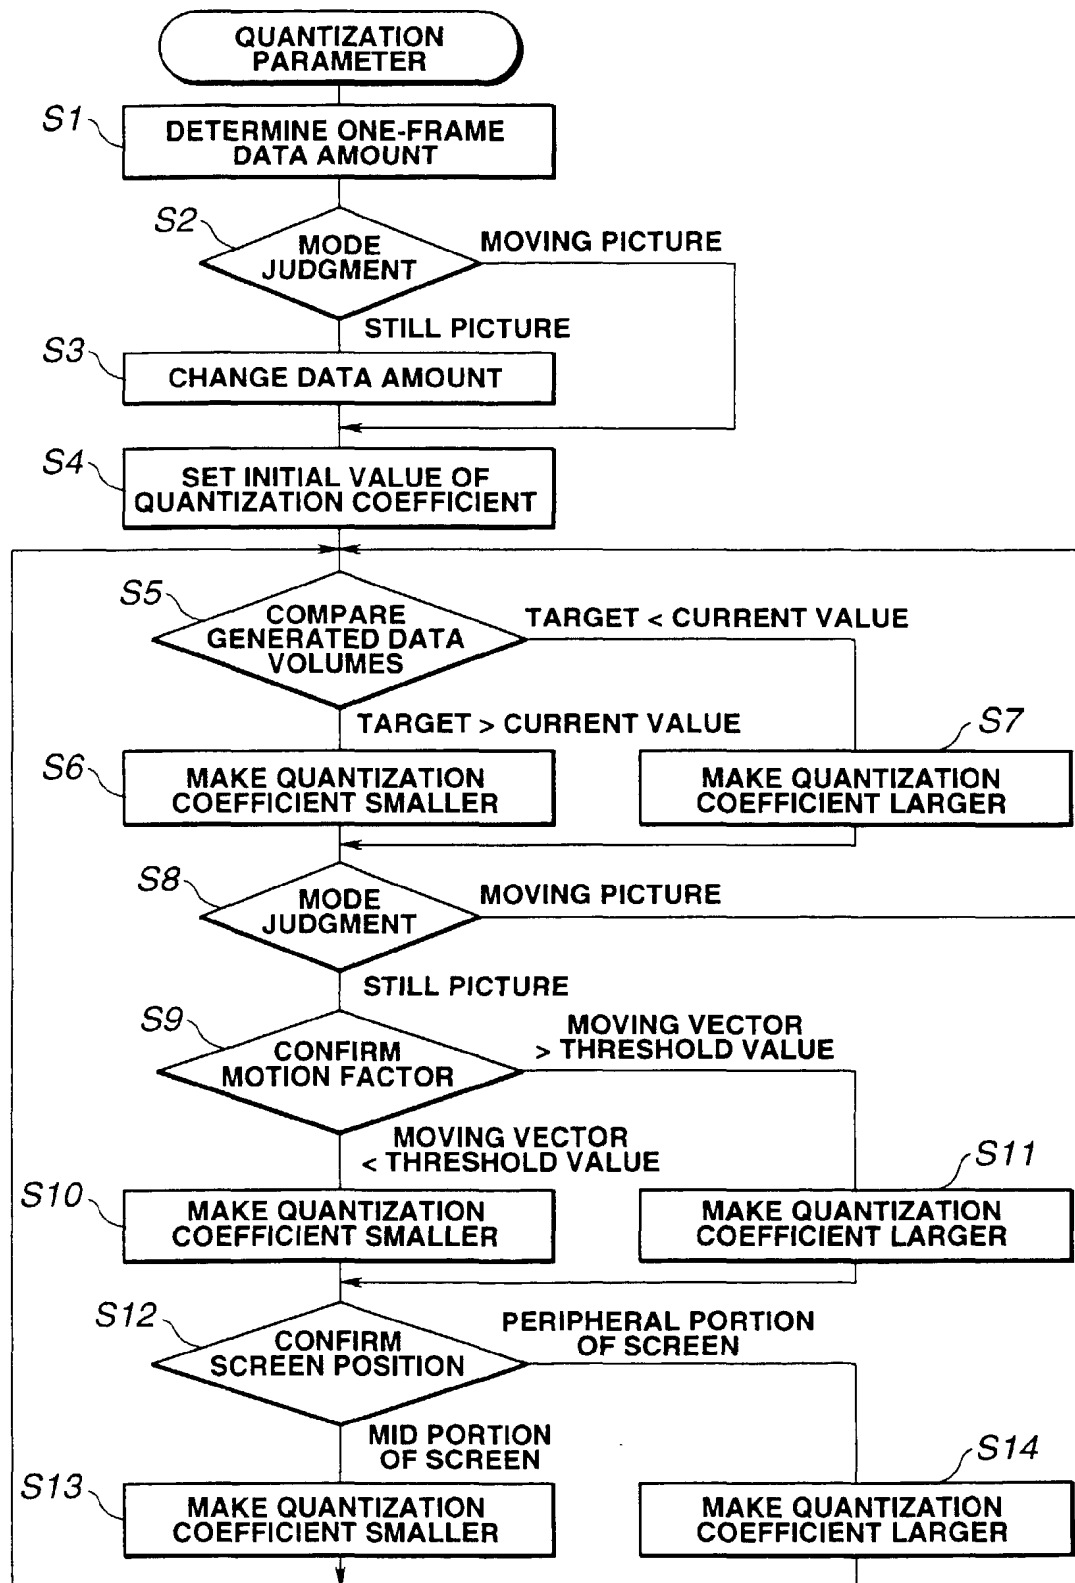 QUANTIZATION
PARAMETER
S1
DETERMINE ONE-FRAME
DATA AMOUNT
S2
MODE
JUDGMENT
MOVING PICTURE
STILL PICTURE
S3
CHANGE DATA AMOUNT
S4
SET INITIAL VALUE OF
QUANTIZATION COEFFICIENT
S5
COMPARE
GENERATED DATA
VOLUMES
TARGET < CURRENT VALUE
TARGET > CURRENT VALUE
S6
MAKE QUANTIZATION
COEFFICIENT SMALLER
S7
MAKE QUANTIZATION
COEFFICIENT LARGER
S8
MODE
JUDGMENT
MOVING PICTURE
STILL PICTURE
S9
CONFIRM
MOTION FACTOR
MOVING VECTOR
> THRESHOLD VALUE
MOVING VECTOR
< THRESHOLD VALUE
S10
MAKE QUANTIZATION
COEFFICIENT SMALLER
S11
MAKE QUANTIZATION
COEFFICIENT LARGER
S12
CONFIRM
SCREEN POSITION
PERIPHERAL PORTION
OF SCREEN
MID PORTION
OF SCREEN
S13
MAKE QUANTIZATION
COEFFICIENT SMALLER
S14
MAKE QUANTIZATION
COEFFICIENT LARGER